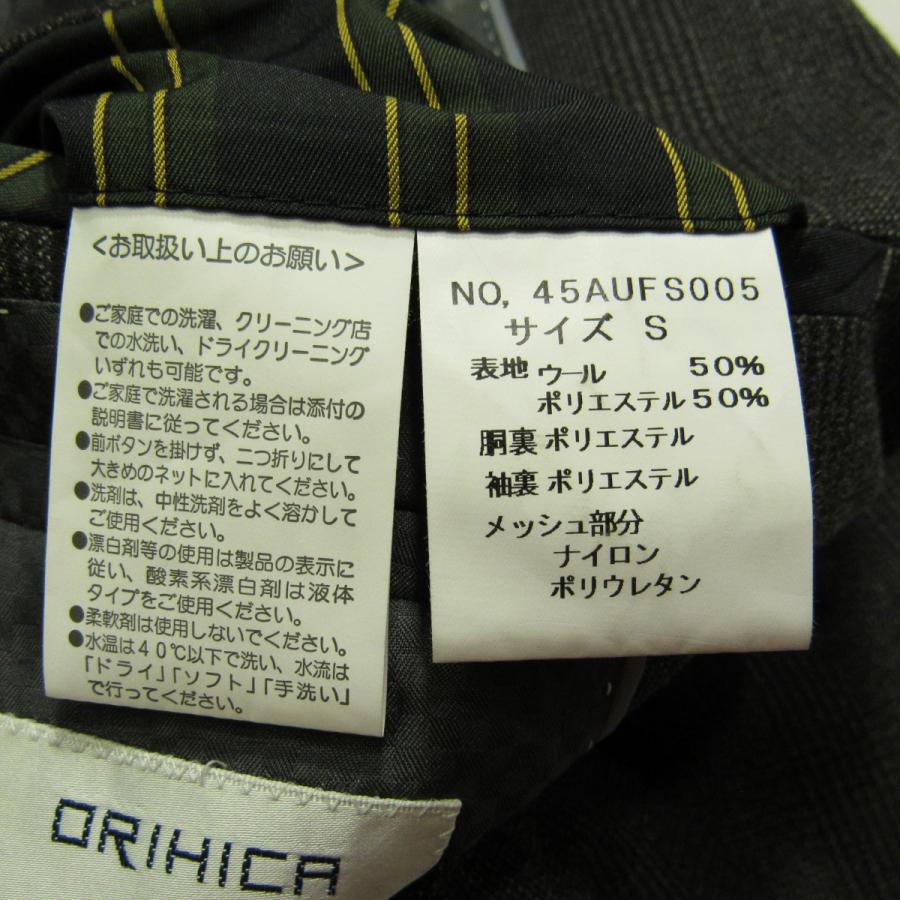 <お取扱い上のお願い>
●ご家庭での洗濯、クリーニング店
での水洗い、ドライクリーニング
いずれも可能です。
●ご家庭で洗濯される場合は添付の
説明書に従ってください。
●前ボタンを掛けず、二つ折りにして
大きめのネットに入れてください。
●洗剤は、中性洗剤をよく溶かして
ご使用ください。
●漂白剤等の使用は製品の表示に
従い、酸素系漂白剤は液体
タイプをご使用ください。
●柔軟剤は使用しないでください。
●水温は40℃以下で洗い、水流は
「ドライ」「ソフト」「手洗い」
で行ってください。
NO, 45AUFS005
サイズ S
表地 ウール 50%
ポリエステル50%
胴裏 ポリエステル
袖裏 ポリエステル
メッシュ部分
ナイロン
ポリウレタン
ORIHICA